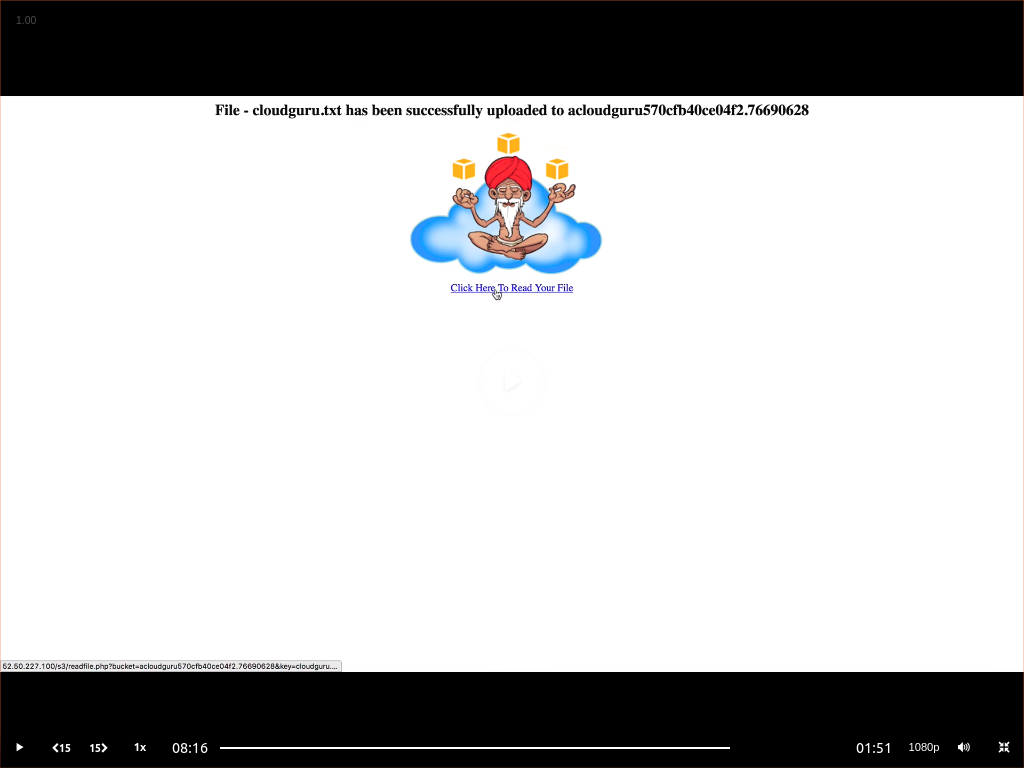 1.00
File - cloudguru.txt has been successfully uploaded to acloudguru570cfb40ce04f2.76690628
Click Here To Read Your File
52.50.227.100/s3/readfile.php?bucket=acloudguru570cfb40ce04f2.76690628&key=cloudguru....
15 15 1x 08:16 01:51 1080p